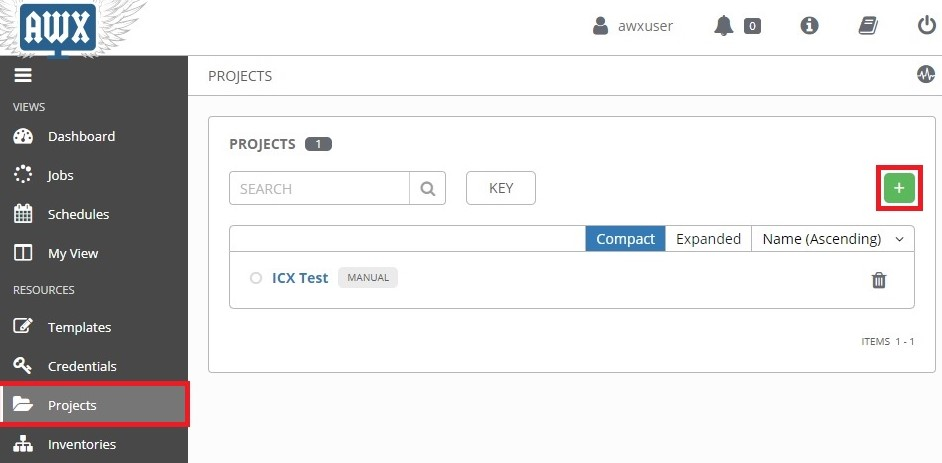 AWX
awxuser
0
PROJECTS
VIEWS
Dashboard
Jobs
Schedules
My View
RESOURCES
Templates
Credentials
Projects
Inventories
PROJECTS 1
SEARCH
KEY
+
Compact Expanded Name (Ascending)
ICX Test MANUAL
ITEMS 1 - 1